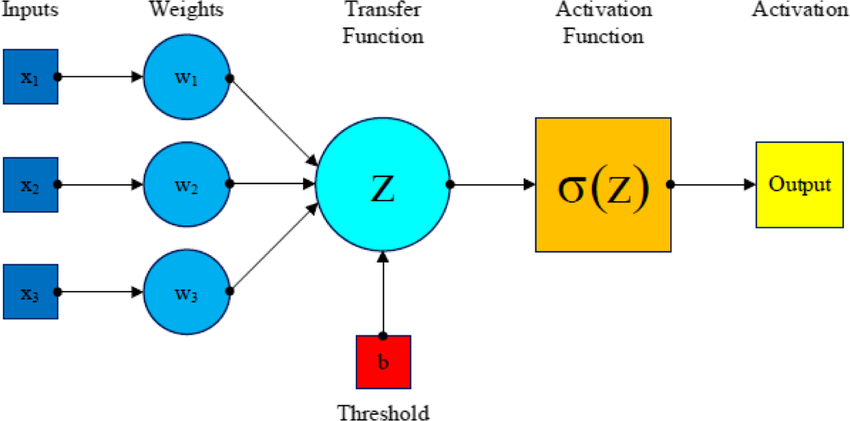 Inputs
Weights
Transfer
Function
Activation
Function
Activation
x₁
w₁
x₂
w₂
z
σ(z)
Output
x₃
w₃
b
Threshold